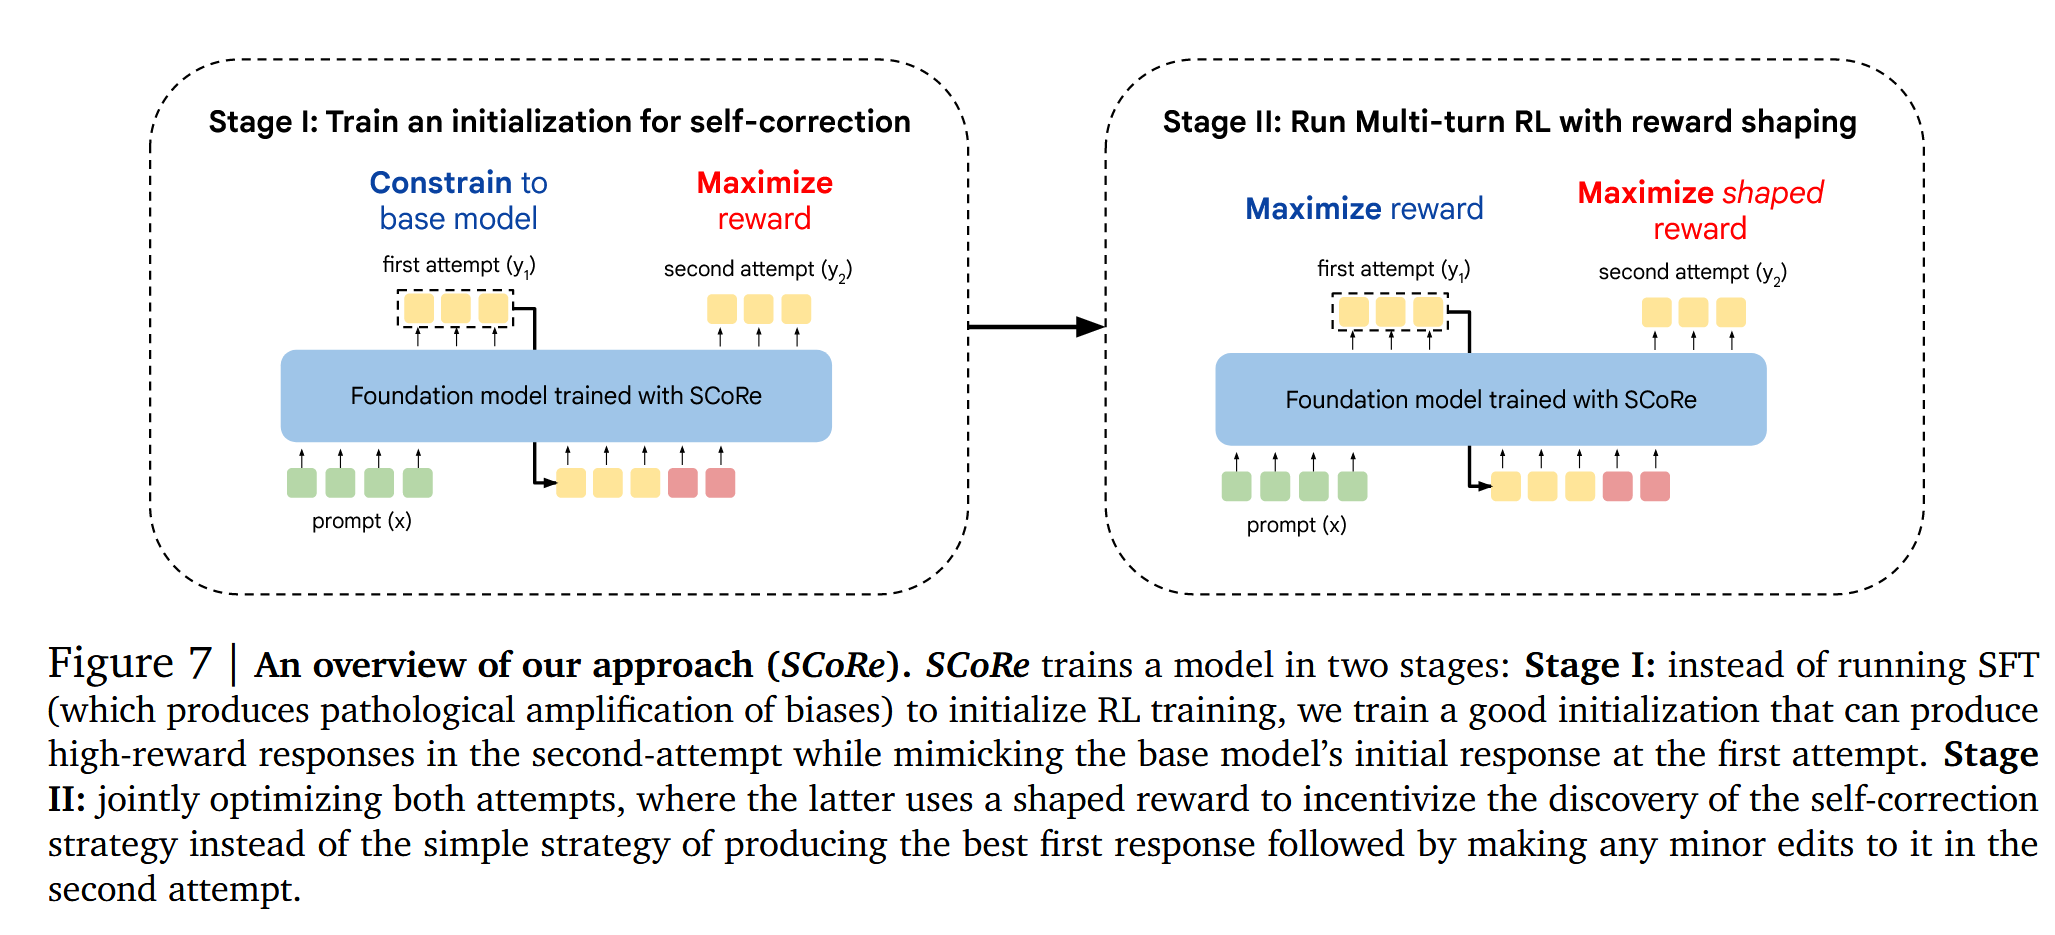 Stage I: Train an initialization for self-correction
Constrain to
base model
Maximize
reward
first attempt (y1)
second attempt (y2)
Foundation model trained with SCoRe
prompt (x)
Stage II: Run Multi-turn RL with reward shaping
Maximize reward
Maximize shaped
reward
first attempt (y1)
second attempt (y2)
Foundation model trained with SCoRe
prompt (x)
Figure 7 | An overview of our approach (SCoRe). SCoRe trains a model in two stages: Stage I: instead of running SFT
(which produces pathological amplification of biases) to initialize RL training, we train a good initialization that can produce
high-reward responses in the second-attempt while mimicking the base model’s initial response at the first attempt. Stage
II: jointly optimizing both attempts, where the latter uses a shaped reward to incentivize the discovery of the self-correction
strategy instead of the simple strategy of producing the best first response followed by making any minor edits to it in the
second attempt.